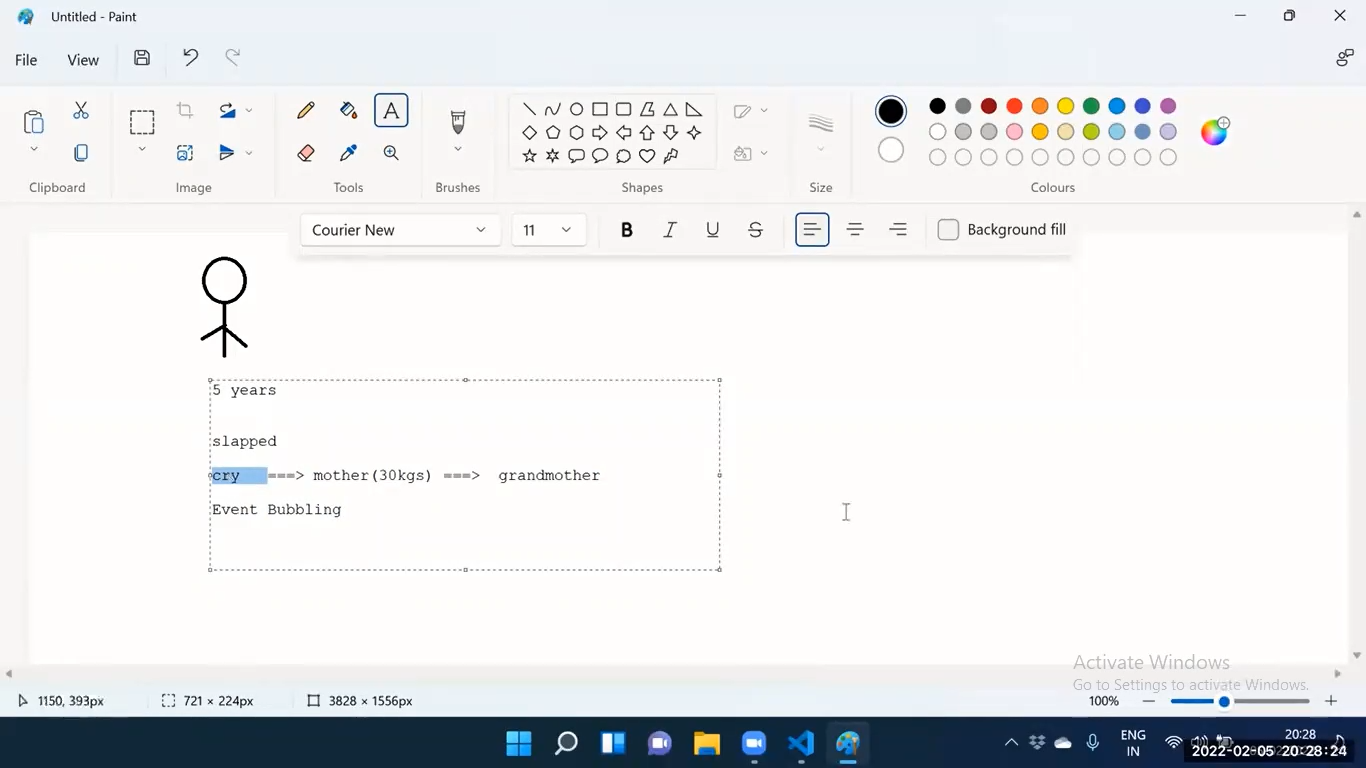 Untitled - Paint
File View
Clipboard Image Tools Brushes Shapes Size Colours
Courier New 11 B I U S Background fill
5 years
slapped
cry ===> mother(30kgs) ===> grandmother
Event Bubbling
Activate Windows
Go to Settings to activate Windows.
1150, 393px 721 × 224px 3828 × 1556px 100%
ENG 20:28
IN
2022-02-05 20:28:24